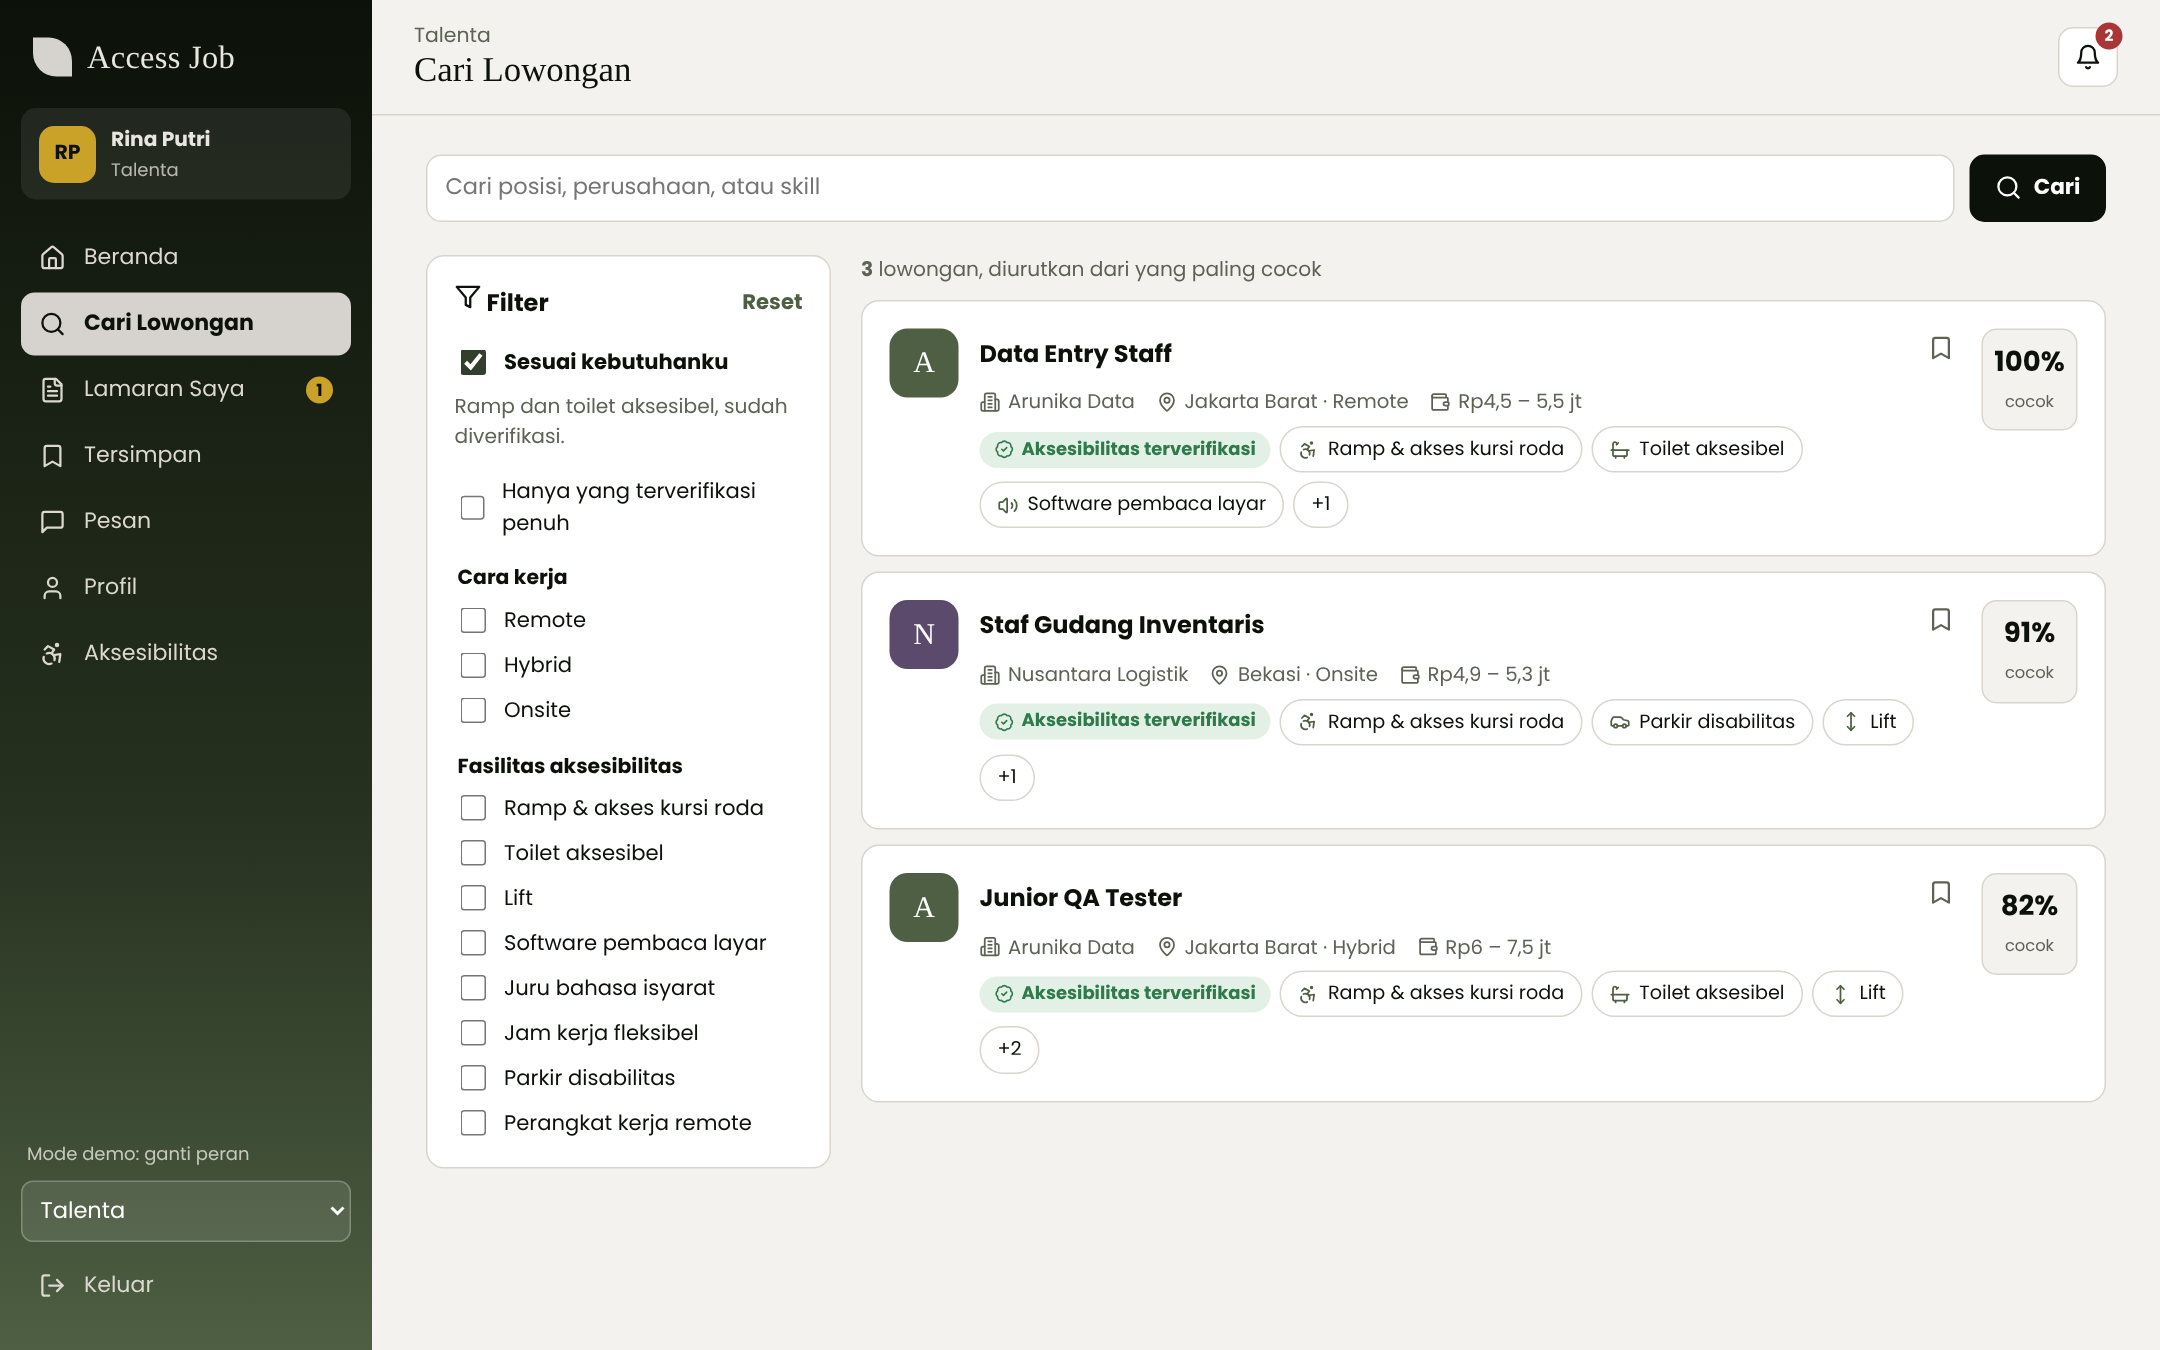 Access Job
RP
Rina Putri
Talenta
Beranda
Cari Lowongan
Lamaran Saya
1
Tersimpan
Pesan
Profil
Aksesibilitas
Mode demo: ganti peran
Talenta
Keluar
Talenta
Cari Lowongan
2
Cari posisi, perusahaan, atau skill
Cari
Filter
Reset
Sesuai kebutuhanku
Ramp dan toilet aksesibel, sudah
diverifikasi.
Hanya yang terverifikasi
penuh
Cara kerja
Remote
Hybrid
Onsite
Fasilitas aksesibilitas
Ramp & akses kursi roda
Toilet aksesibel
Lift
Software pembaca layar
Juru bahasa isyarat
Jam kerja fleksibel
Parkir disabilitas
Perangkat kerja remote
3 lowongan, diurutkan dari yang paling cocok
A
Data Entry Staff
100%
cocok
Arunika Data Jakarta Barat · Remote Rp4,5 – 5,5 jt
Aksesibilitas terverifikasi Ramp & akses kursi roda Toilet aksesibel
Software pembaca layar +1
N
Staf Gudang Inventaris
91%
cocok
Nusantara Logistik Bekasi · Onsite Rp4,9 – 5,3 jt
Aksesibilitas terverifikasi Ramp & akses kursi roda Parkir disabilitas Lift
+1
A
Junior QA Tester
82%
cocok
Arunika Data Jakarta Barat · Hybrid Rp6 – 7,5 jt
Aksesibilitas terverifikasi Ramp & akses kursi roda Toilet aksesibel Lift
+2